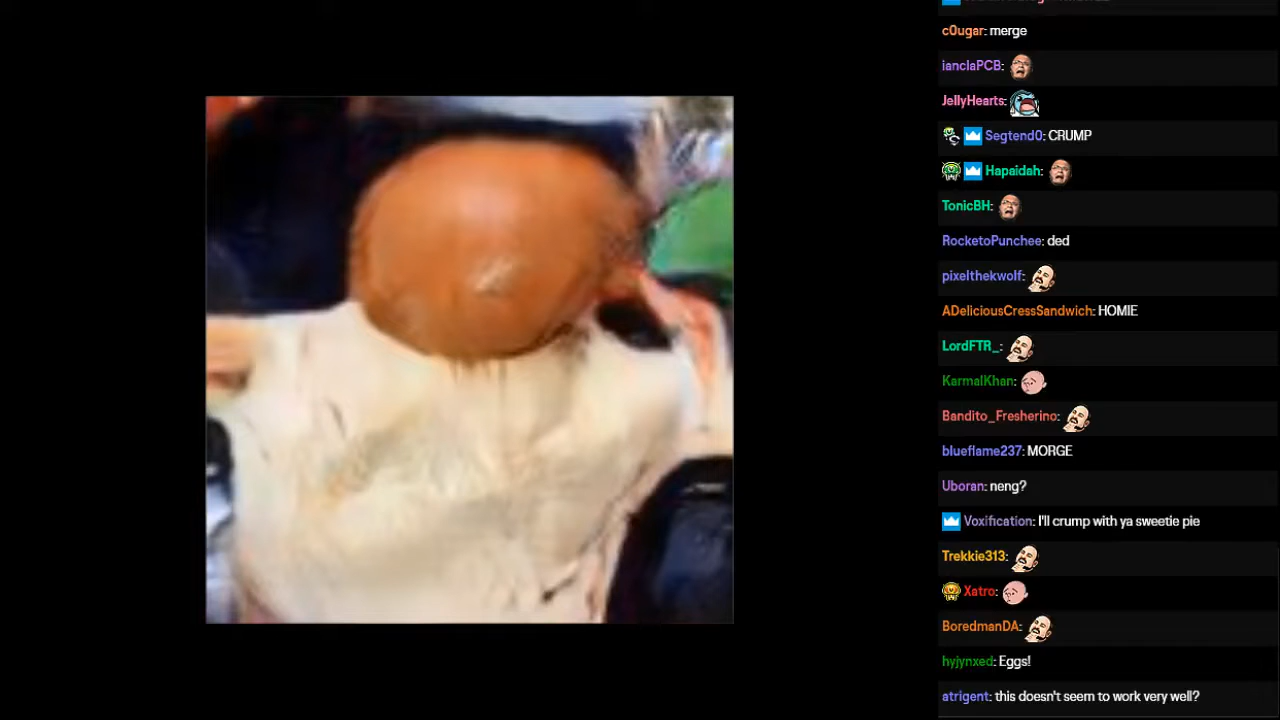 c0ugar: merge
ianclaPCB:
JellyHearts:
Segtend0: CRUMP
Hapaidah:
TonicBH:
RocketoPunchee: ded
pixelthekwolf:
ADeliciousCressSandwich: HOMIE
LordFTR_:
KarmalKhan:
Bandito_Fresherino:
blueflame237: MORGE
Uboran: neng?
Voxification: I'll crump with ya sweetie pie
Trekkie313:
Xatro:
BoredmanDA:
hyjynxed: Eggs!
atrigent: this doesn't seem to work very well?